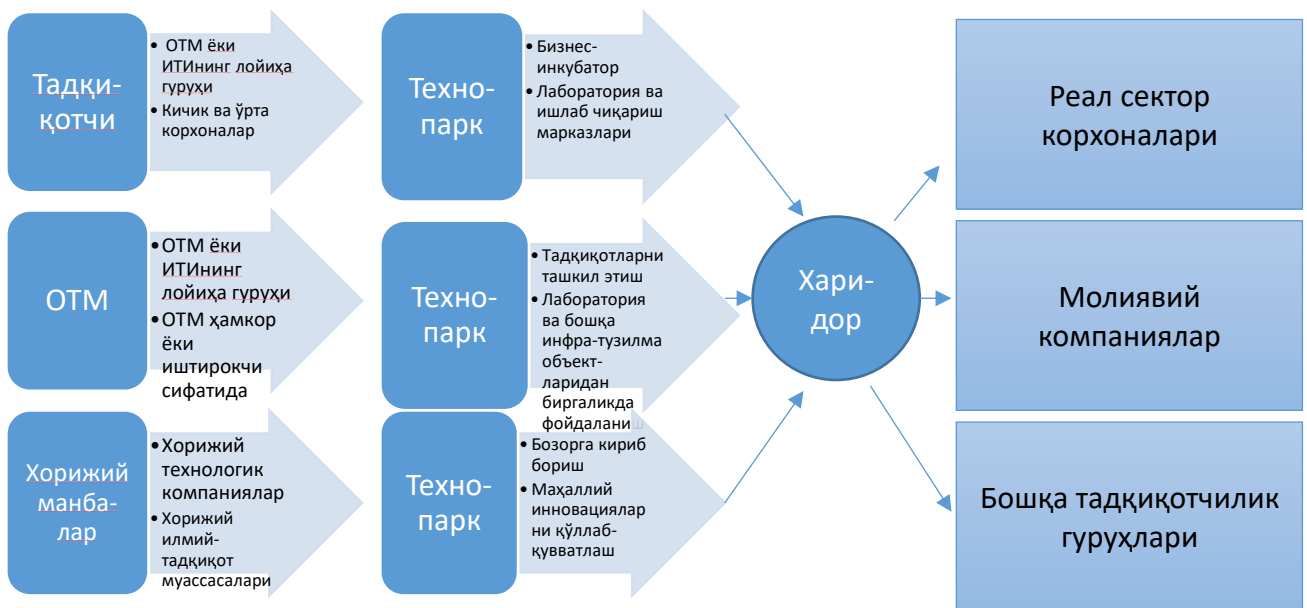 Тадқи-
қотчи
• ОТМ ёки
ИТИнинг лойиҳа
гуруҳи
• Кичик ва ўрта
корхоналар
Техно-
парк
• Бизнес-
инкубатор
• Лаборатория ва
ишлаб чиқариш
марказлари
ОТМ
• ОТМ ёки
ИТИнинг
лойиҳа гуруҳи
• ОТМ ҳамкор
ёки
иштирокчи
сифатида
Техно-
парк
• Тадқиқотларни
ташкил этиш
• Лаборатория
ва бошқа
инфра-тузилма
объект-
ларидан
биргаликда
фойдаланиш
Хорижий
манба-
лар
• Хорижий
технологик
компаниялар
• Хорижий
илмий-
тадқиқот
муассасалари
Техно-
парк
• Бозорга кириб
бориш
• Маҳаллий
инновациялар
ни қўллаб-
қувватлаш
Хари-
дор
Реал сектор
корхоналари
Молиявий
компаниялар
Бошқа тадқиқотчилик
гуруҳлари